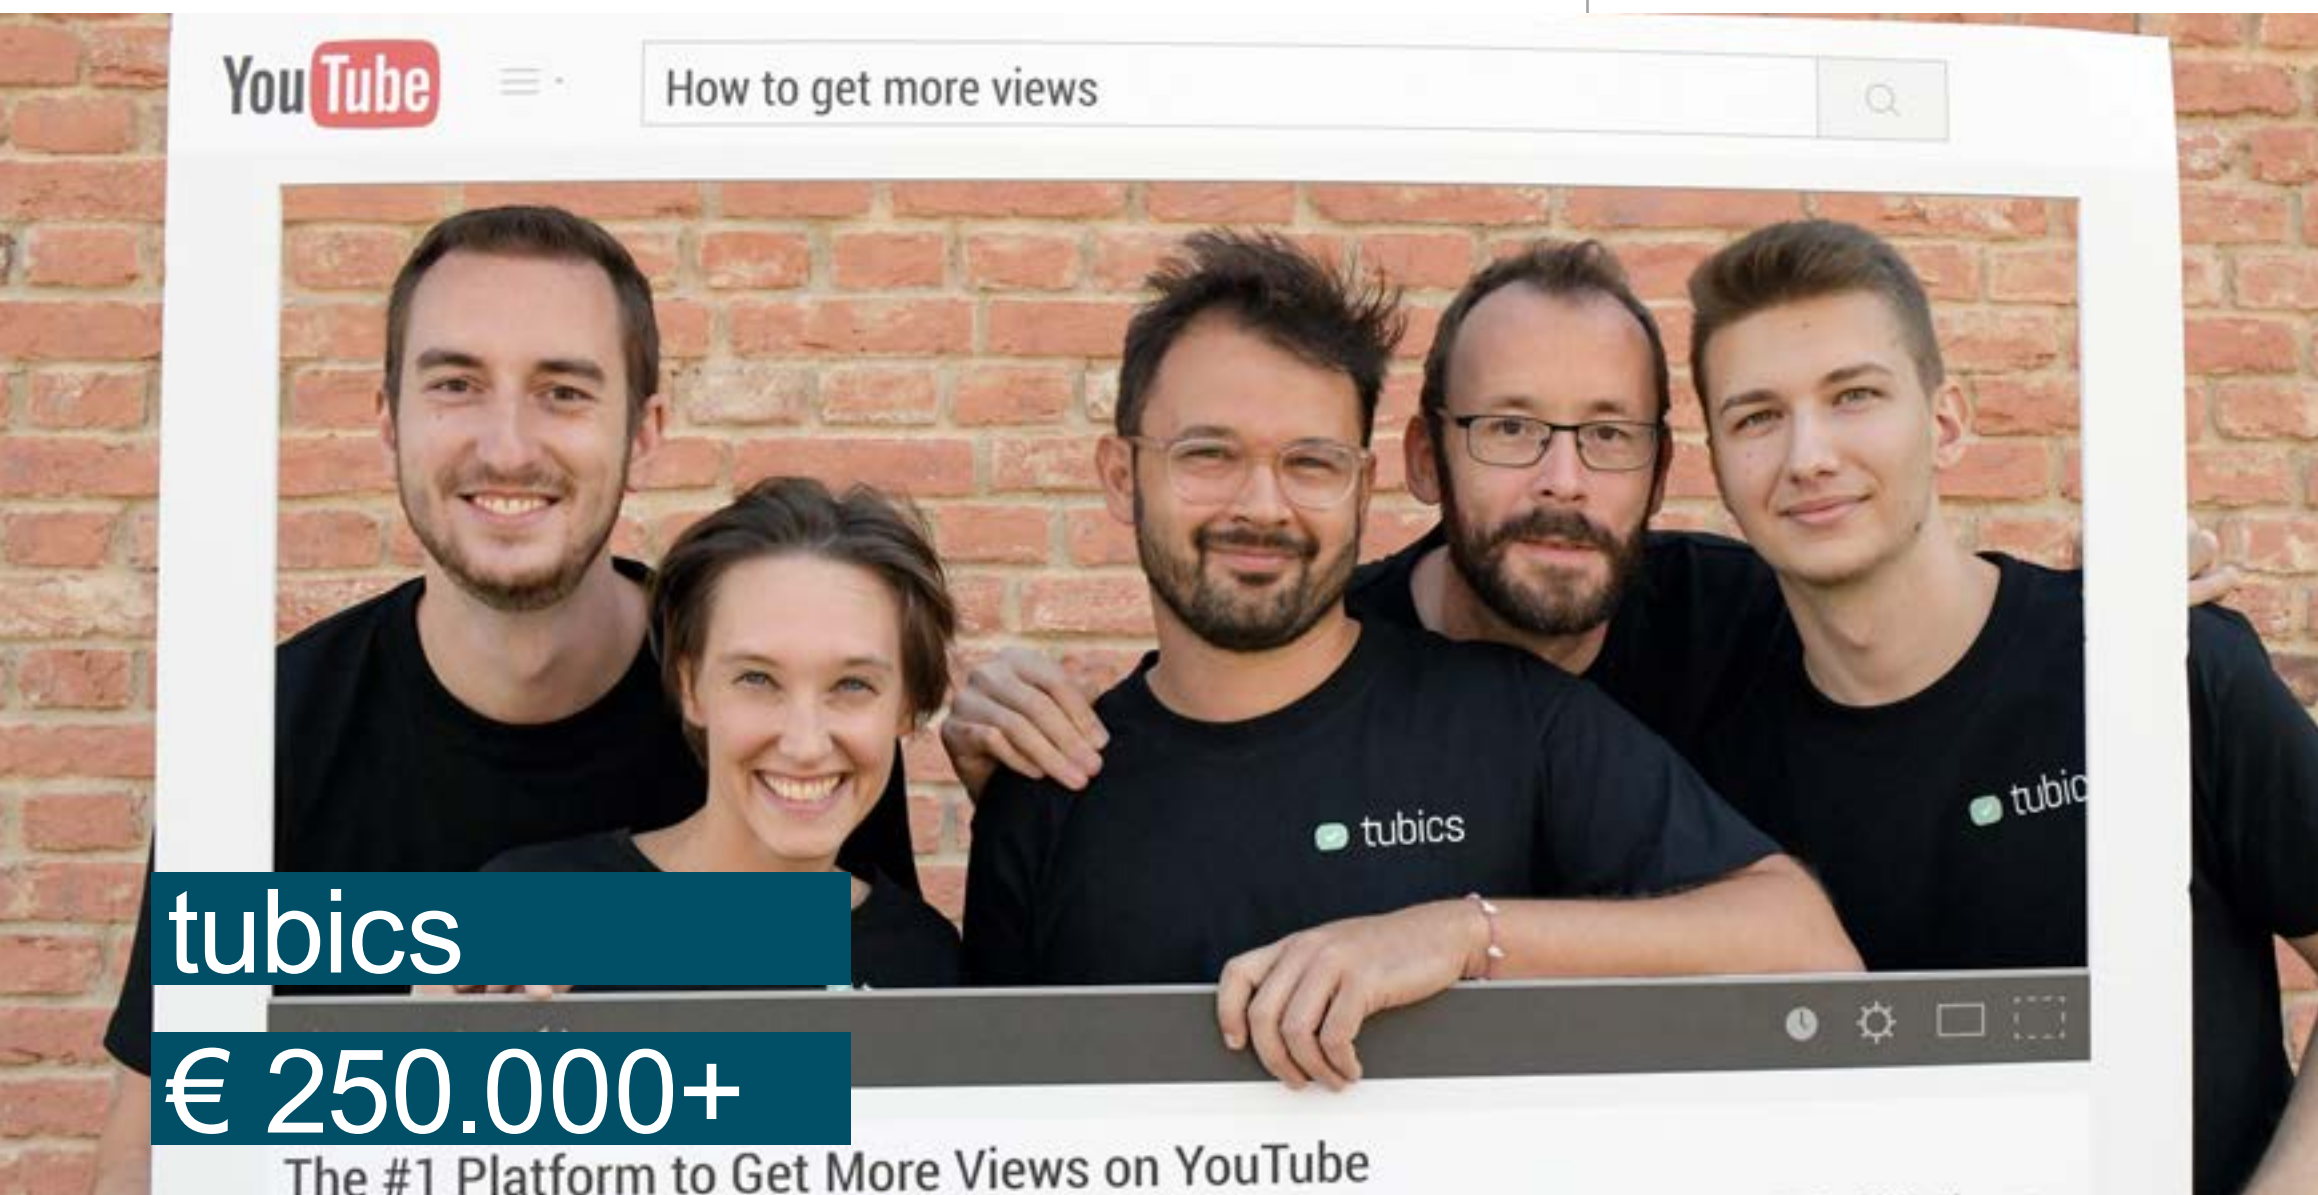 YouTube
How to get more views
tubics
tubic
tubics
€ 250.000+
The #1 Platform to Get More Views on YouTube